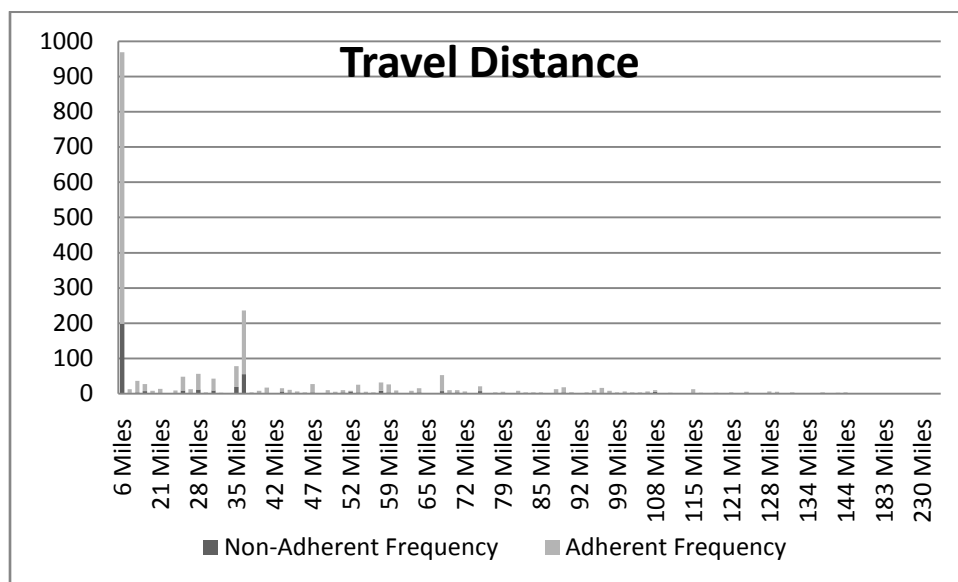 Travel Distance
1000
900
800
700
600
500
400
300
200
100
0
6 Miles
21 Miles
28 Miles
35 Miles
42 Miles
47 Miles
52 Miles
59 Miles
65 Miles
72 Miles
79 Miles
85 Miles
92 Miles
99 Miles
108 Miles
115 Miles
121 Miles
128 Miles
134 Miles
144 Miles
183 Miles
230 Miles
Non-Adherent Frequency
Adherent Frequency